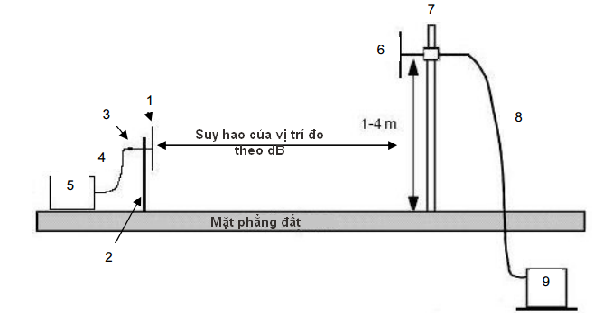 7
6
1
3
Suy hao của vị trí đo
theo dB
1-4 m
8
4
5
Mặt phẳng đất
2
9